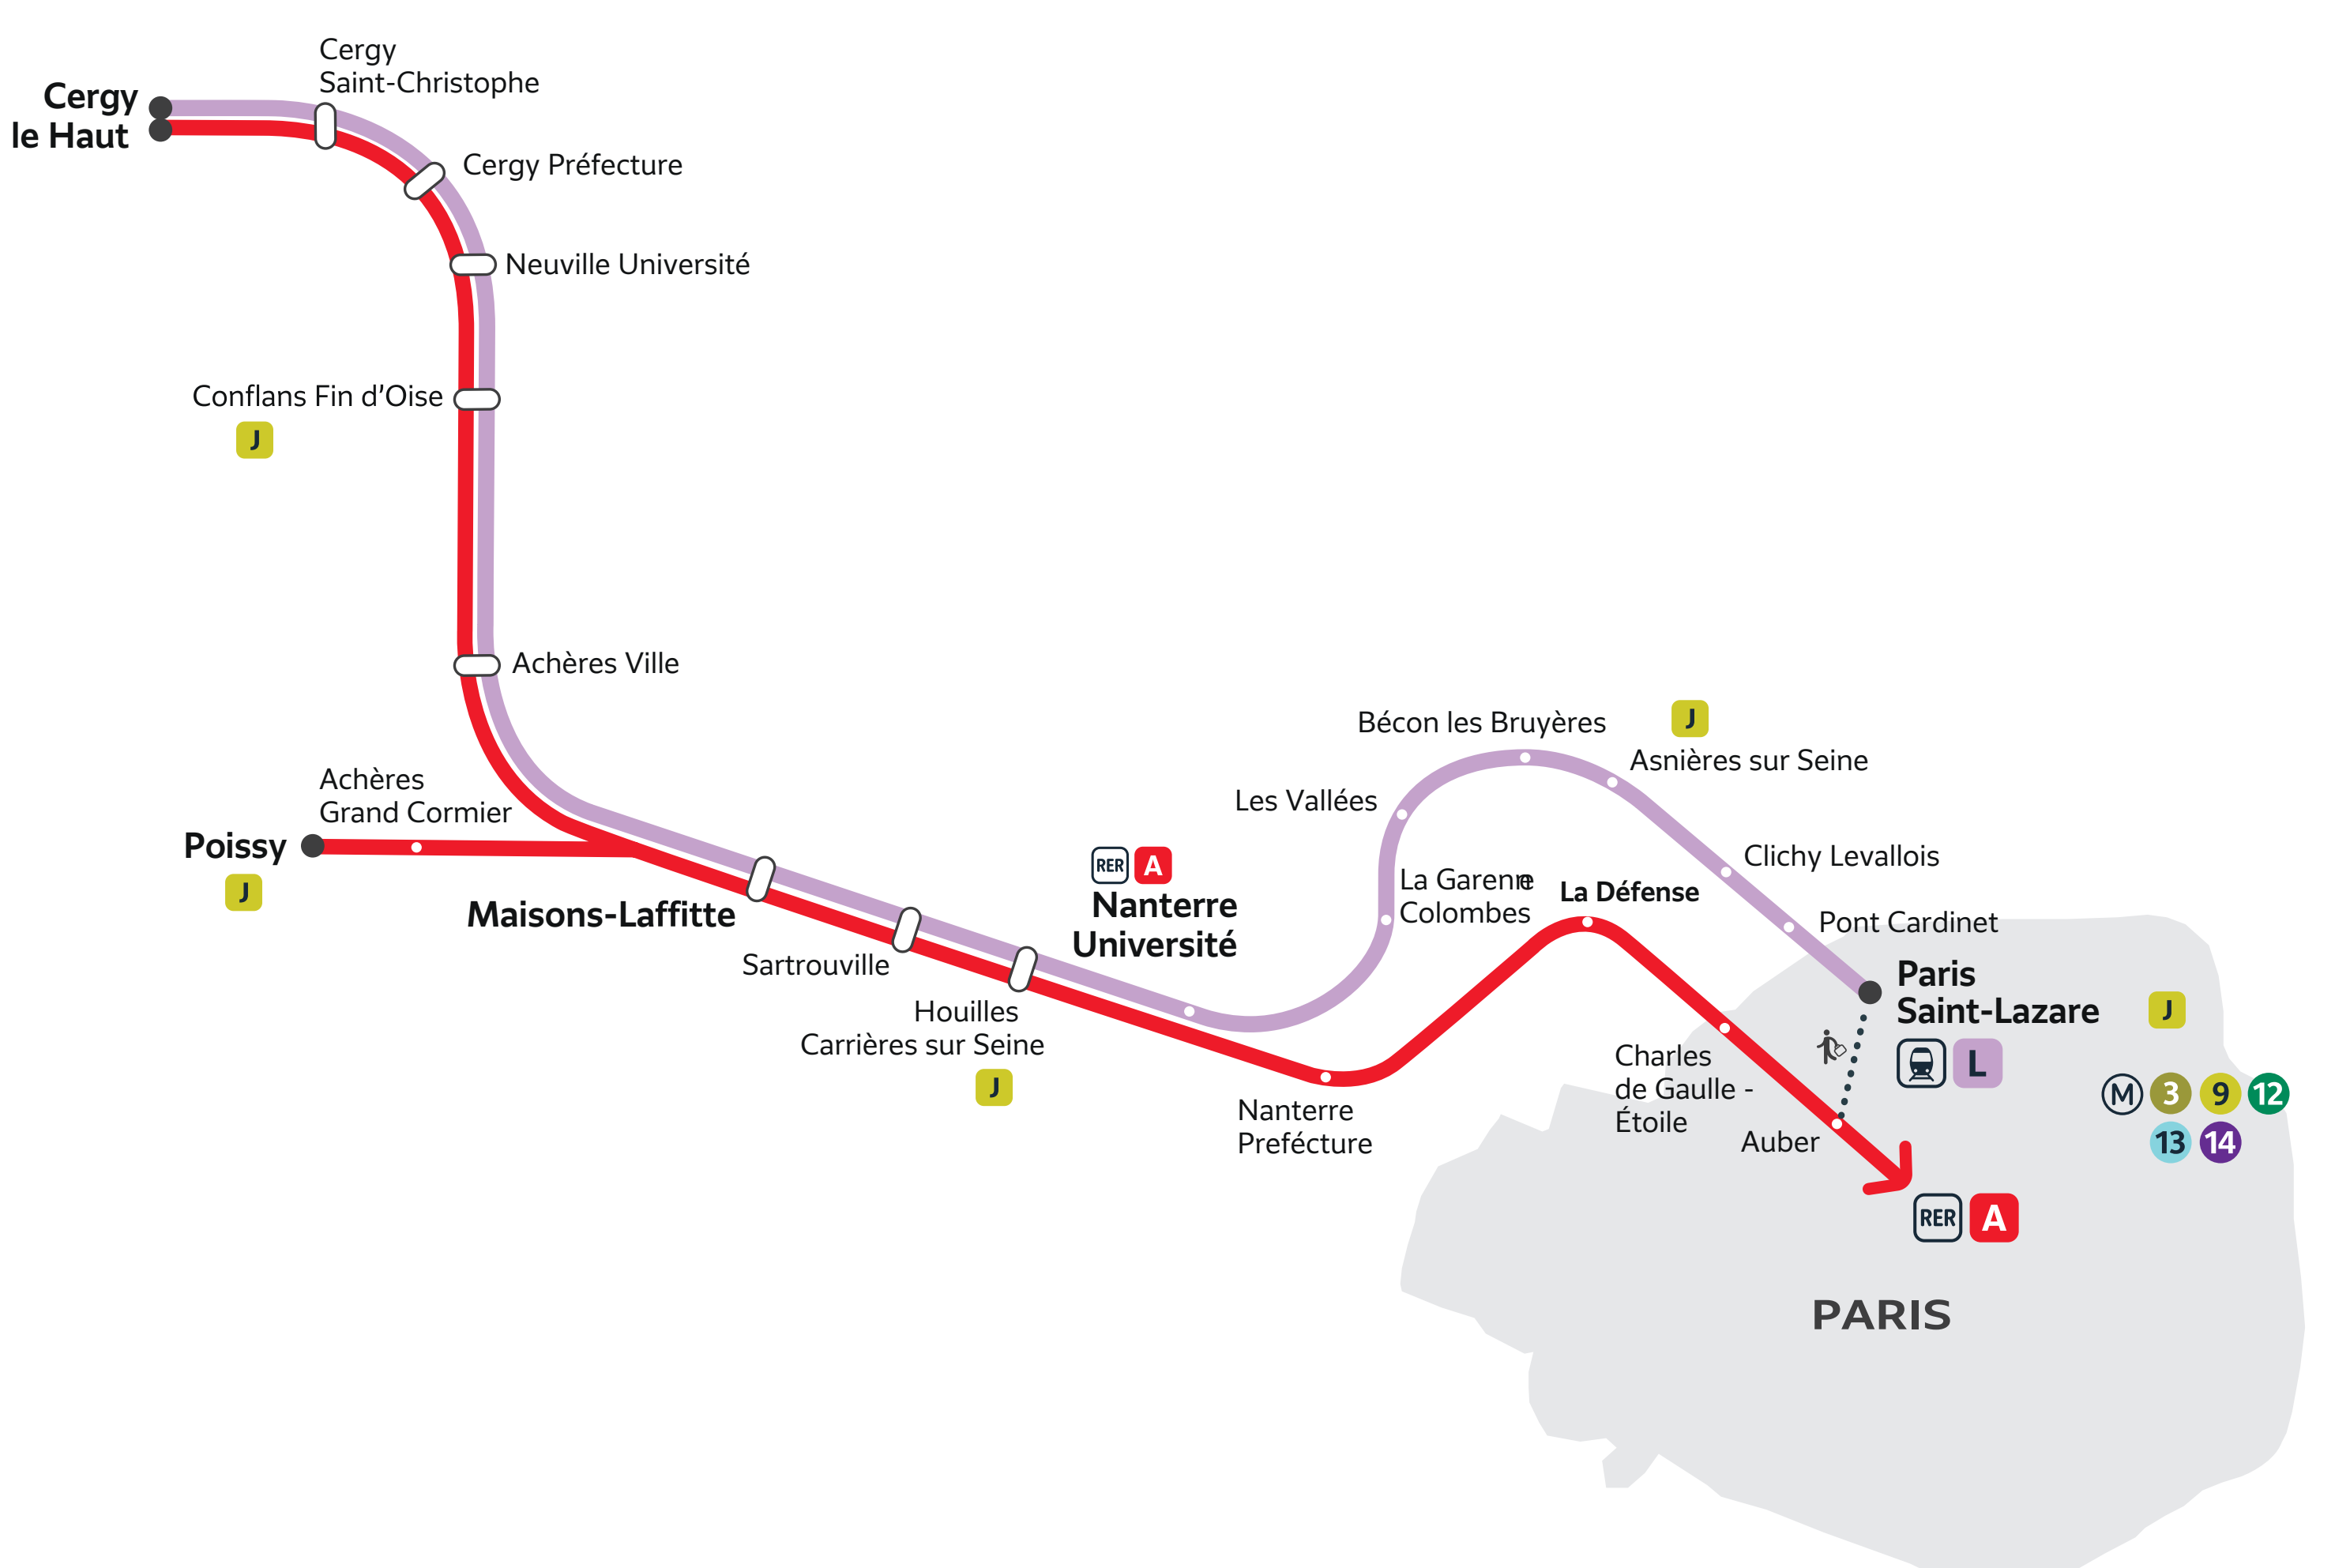 Cergy
Saint-Christophe
Cergy
le Haut
Cergy Préfecture
Neuville Université
Conflans Fin d’Oise
J
Achères Ville
Achères
Grand Cormier
Poissy
J
Maisons-Laffitte
Sartrouville
Houilles
Carrières sur Seine
J
RER A
Nanterre
Université
Nanterre
Prefécture
La Garenne
Colombes
Les Vallées
Bécon les Bruyères
J
Asnières sur Seine
Clichy Levallois
Pont Cardinet
La Défense
Charles
de Gaulle -
Étoile
Auber
Paris
Saint-Lazare
J
L
M 3 9 12
13 14
RER A
PARIS